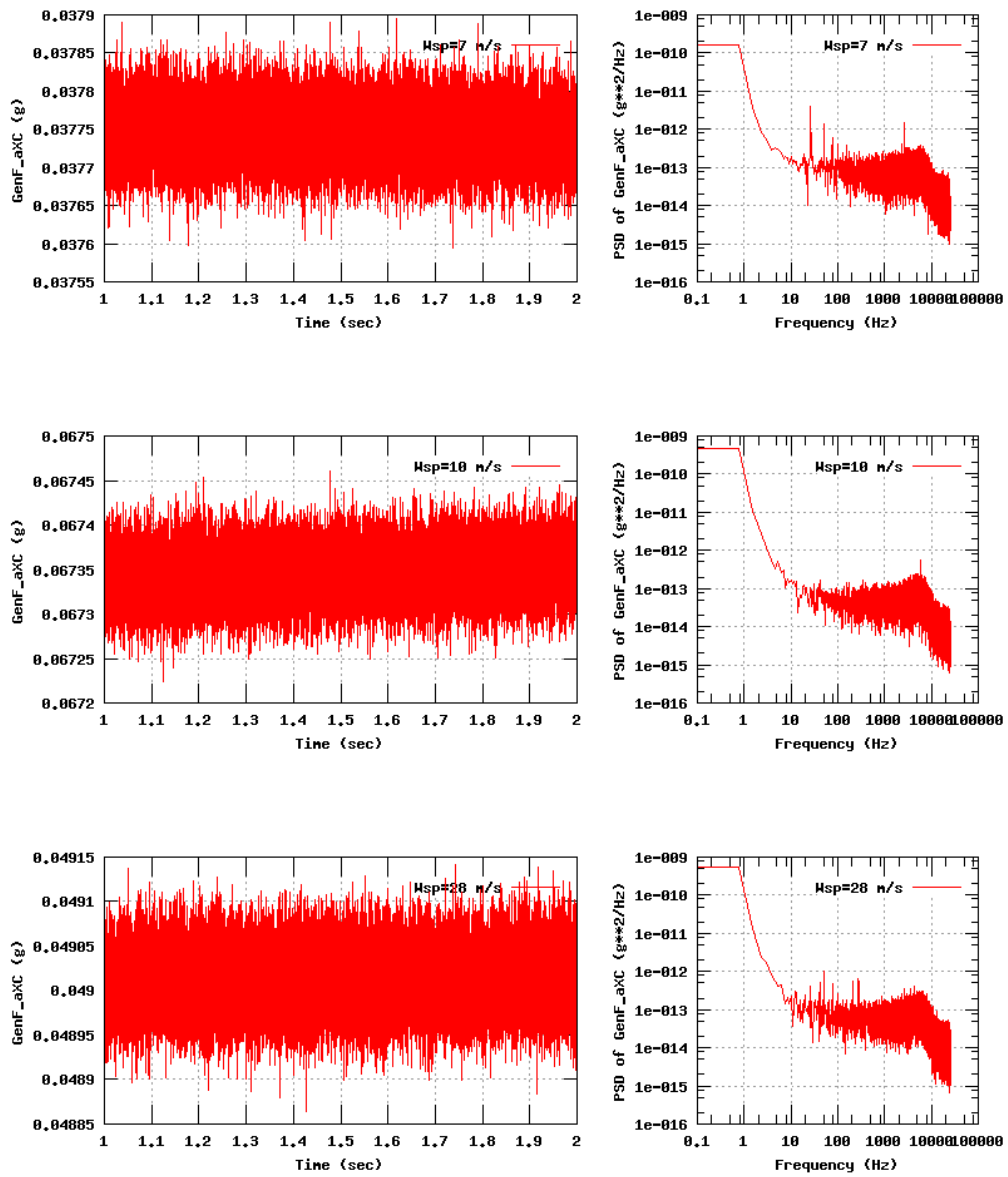 GenF_aXC (g)
0.0379
0.03785
0.0378
0.03775
0.0377
0.03765
0.0376
0.03755
Wsp=7 m/s
1 1.1 1.2 1.3 1.4 1.5 1.6 1.7 1.8 1.9 2
Time (sec)
PSD of GenF_aXC (g**2/Hz)
1e-009
1e-010
1e-011
1e-012
1e-013
1e-014
1e-015
1e-016
Wsp=7 m/s
0.1 1 10 100 1000 10000 100000
Frequency (Hz)
GenF_aXC (g)
0.0675
0.06745
0.0674
0.06735
0.0673
0.06725
0.0672
Wsp=10 m/s
1 1.1 1.2 1.3 1.4 1.5 1.6 1.7 1.8 1.9 2
Time (sec)
PSD of GenF_aXC (g**2/Hz)
1e-009
1e-010
1e-011
1e-012
1e-013
1e-014
1e-015
1e-016
Wsp=10 m/s
0.1 1 10 100 1000 10000 100000
Frequency (Hz)
GenF_aXC (g)
0.04915
0.0491
0.04905
0.049
0.04895
0.0489
0.04885
Wsp=28 m/s
1 1.1 1.2 1.3 1.4 1.5 1.6 1.7 1.8 1.9 2
Time (sec)
PSD of GenF_aXC (g**2/Hz)
1e-009
1e-010
1e-011
1e-012
1e-013
1e-014
1e-015
1e-016
Wsp=28 m/s
0.1 1 10 100 1000 10000 100000
Frequency (Hz)